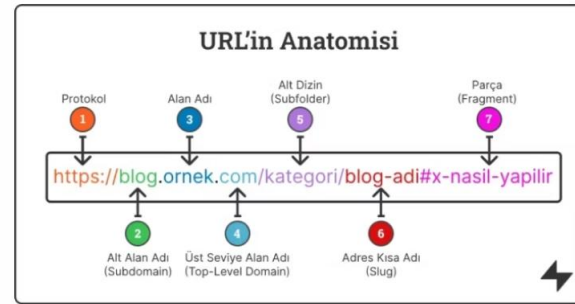 URL’in Anatomisi
Protokol
1
Alan Adı
3
Alt Dizin
(Subfolder)
5
Parça
(Fragment)
7
https://blog.ornek.com/kategori/blog-adi#x-nasil-yapilir
2
Alt Alan Adı
(Subdomain)
4
Üst Seviye Alan Adı
(Top-Level Domain)
6
Adres Kısa Adı
(Slug)